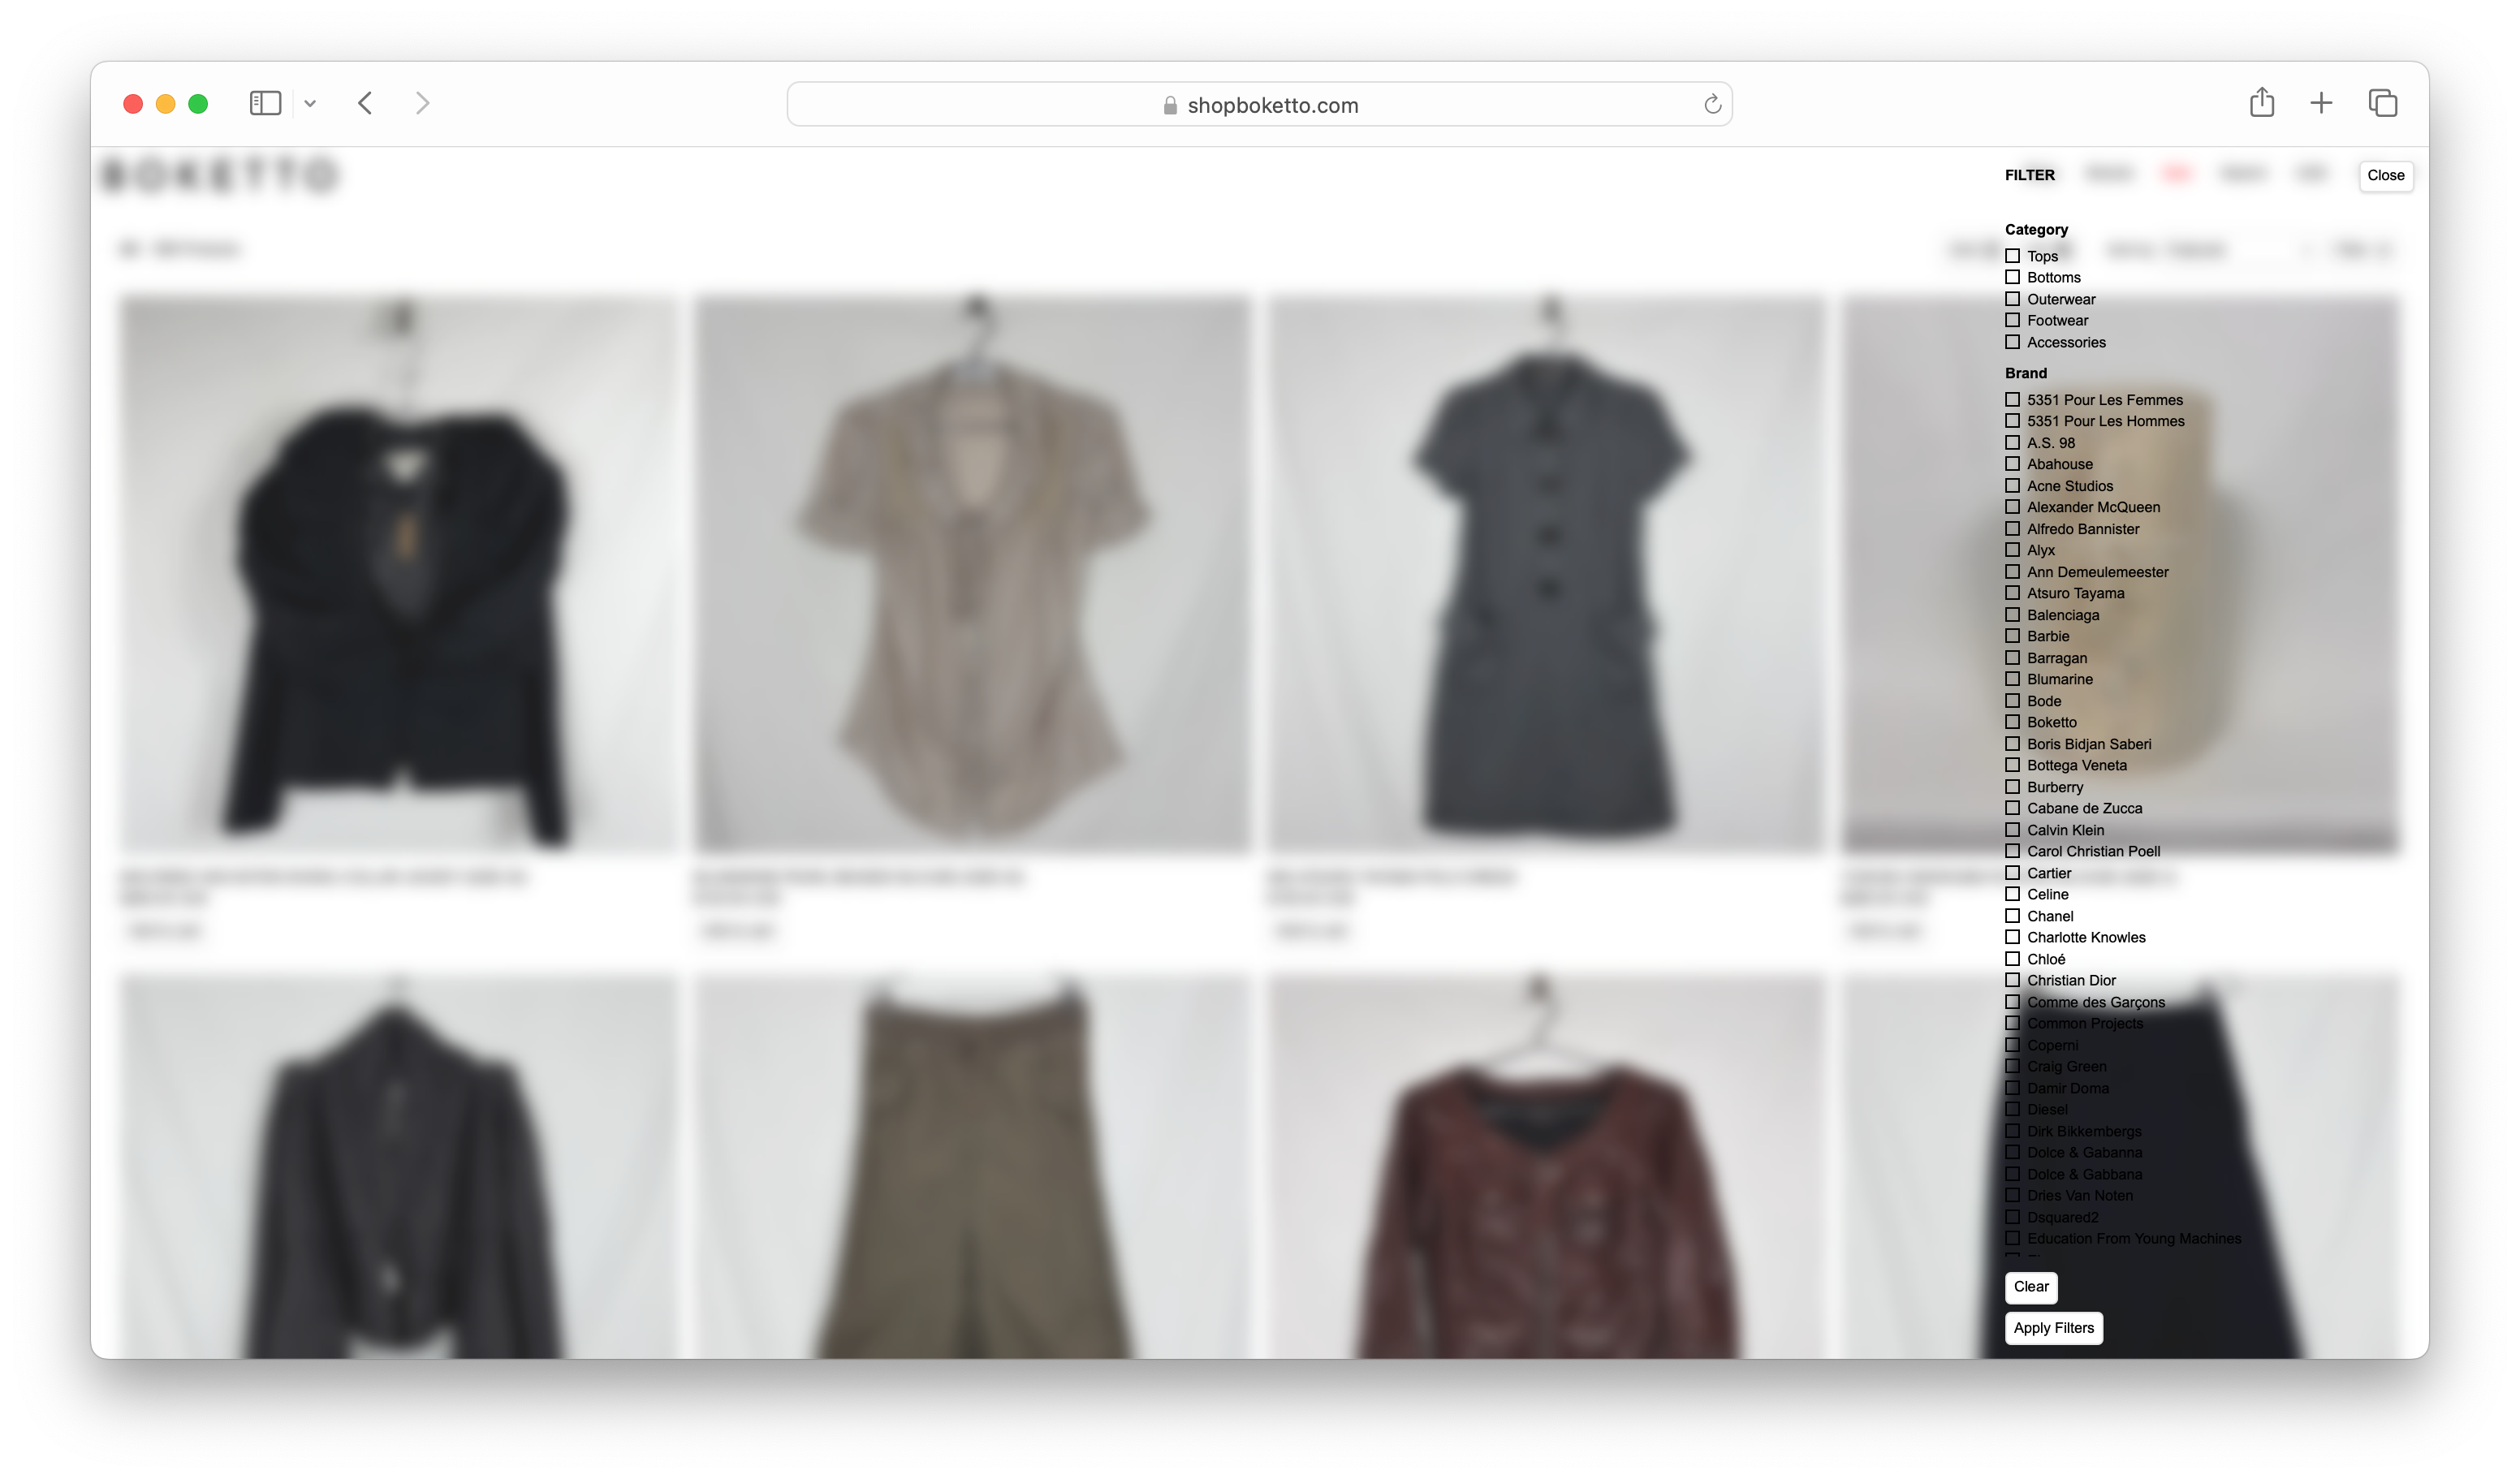 shopboketto.com
BOKETTO
FILTER
Close
Category
Tops
Bottoms
Outerwear
Footwear
Accessories
Brand
5351 Pour Les Femmes
5351 Pour Les Hommes
A.S. 98
Abahouse
Acne Studios
Alexander McQueen
Alfredo Bannister
Alyx
Ann Demeulemeester
Atsuro Tayama
Balenciaga
Barbie
Barragan
Blumarine
Bode
Boketto
Boris Bidjan Saberi
Bottega Veneta
Burberry
Cabane de Zucca
Calvin Klein
Carol Christian Poell
Cartier
Celine
Chanel
Charlotte Knowles
Chloé
Christian Dior
Comme des Garçons
Common Projects
Coperni
Craig Green
Damir Doma
Diesel
Dirk Bikkembergs
Dolce & Gabanna
Dolce & Gabbana
Dries Van Noten
Dsquared2
Education From Young Machines
Clear
Apply Filters